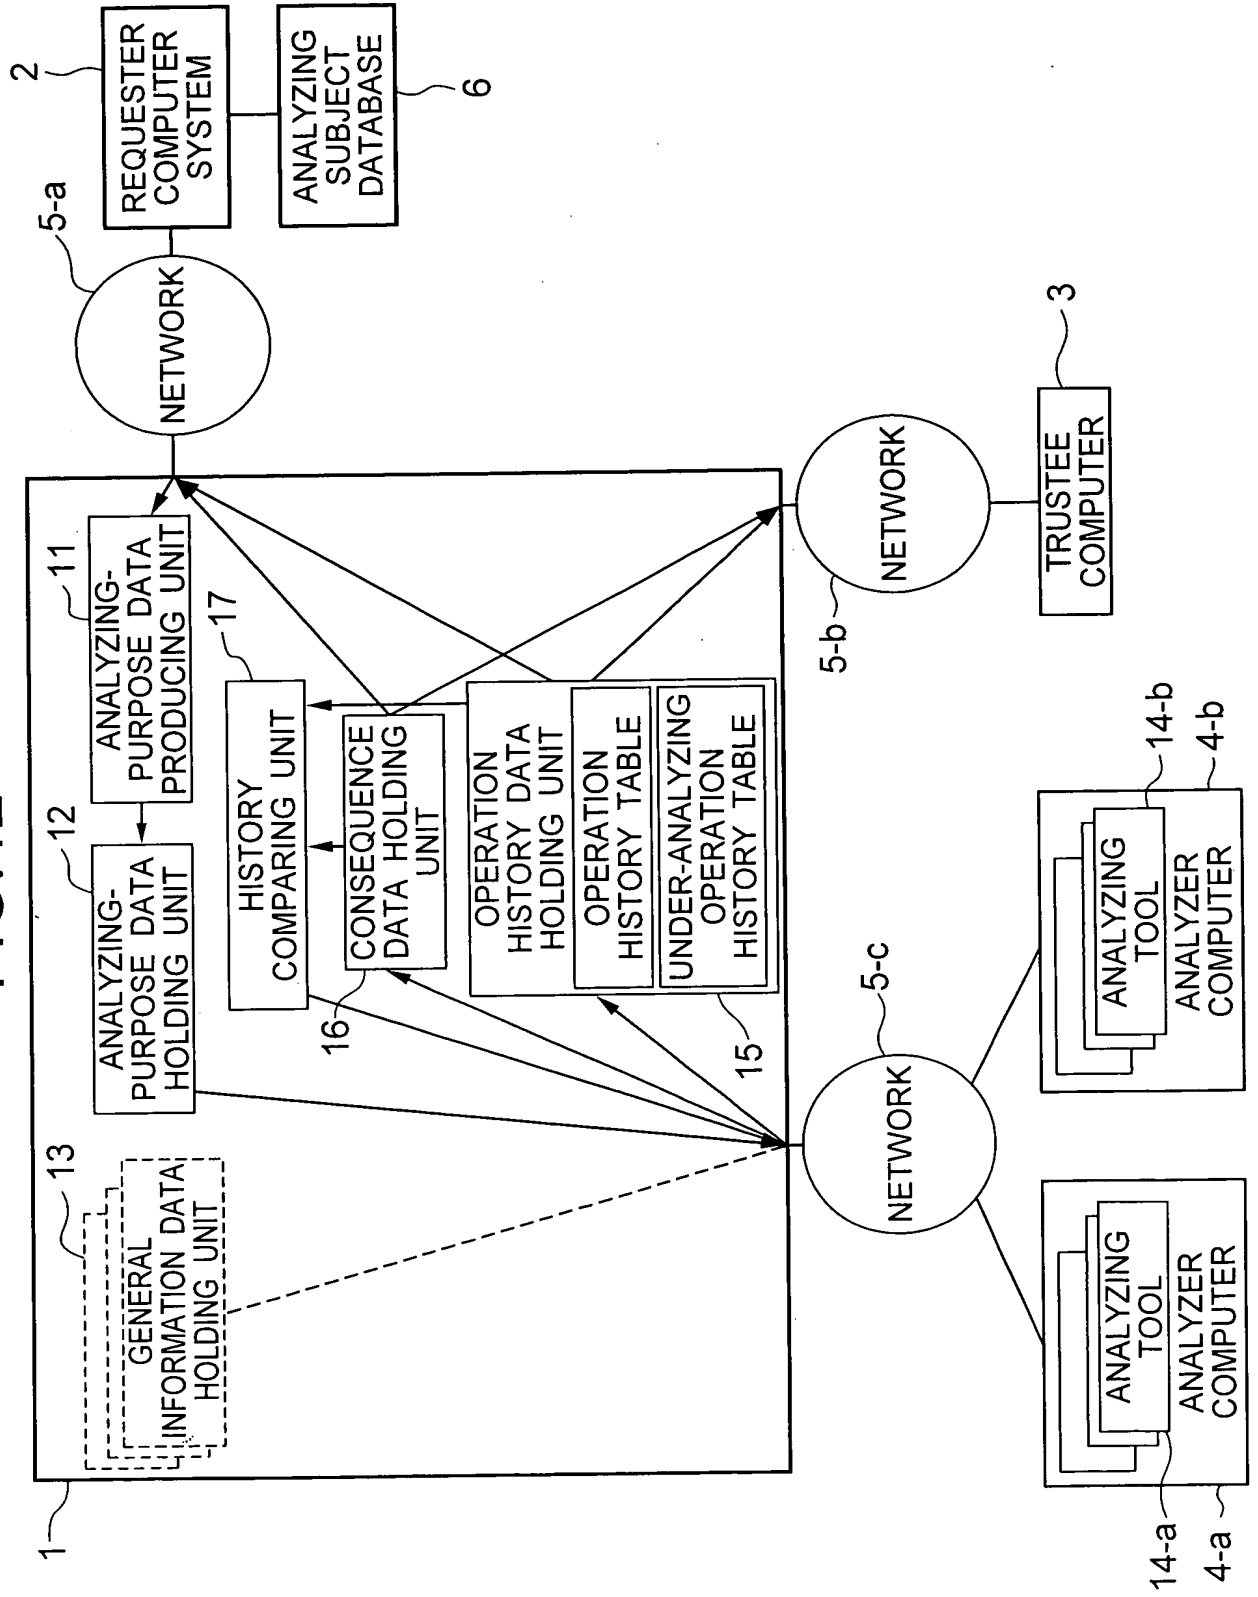 1
13
GENERAL
INFORMATION DATA
HOLDING UNIT
12
ANALYZING-
PURPOSE DATA
HOLDING UNIT
11
ANALYZING-
PURPOSE DATA
PRODUCING UNIT
5-a
NETWORK
2
REQUESTER
COMPUTER
SYSTEM
ANALYZING
SUBJECT
DATABASE
6
17
HISTORY
COMPARING UNIT
16
CONSEQUENCE
DATA HOLDING
UNIT
OPERATION
HISTORY DATA
HOLDING UNIT
OPERATION
HISTORY TABLE
UNDER-ANALYZING
OPERATION
HISTORY TABLE
15
5-c
NETWORK
5-b
NETWORK
3
TRUSTEE
COMPUTER
ANALYZING
TOOL
ANALYZER
COMPUTER
14-a
4-a
ANALYZING
TOOL
ANALYZER
COMPUTER
14-b
4-b